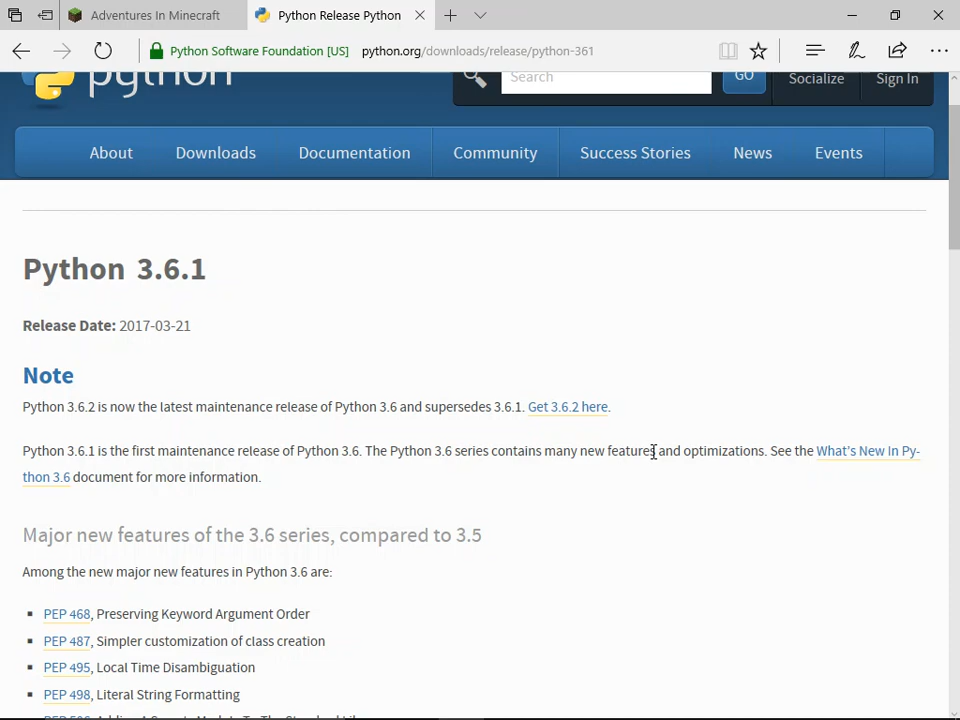 Adventures In Minecraft
Python Release Python
Python Software Foundation [US] python.org/downloads/release/python-361
python
Search
GO
Socialize
Sign In
About Downloads Documentation Community Success Stories News Events
Python 3.6.1
Release Date: 2017-03-21
Note
Python 3.6.2 is now the latest maintenance release of Python 3.6 and supersedes 3.6.1. Get 3.6.2 here.
Python 3.6.1 is the first maintenance release of Python 3.6. The Python 3.6 series contains many new features and optimizations. See the What's New In Py-
thon 3.6 document for more information.
Major new features of the 3.6 series, compared to 3.5
Among the new major new features in Python 3.6 are:
PEP 468, Preserving Keyword Argument Order
PEP 487, Simpler customization of class creation
PEP 495, Local Time Disambiguation
PEP 498, Literal String Formatting